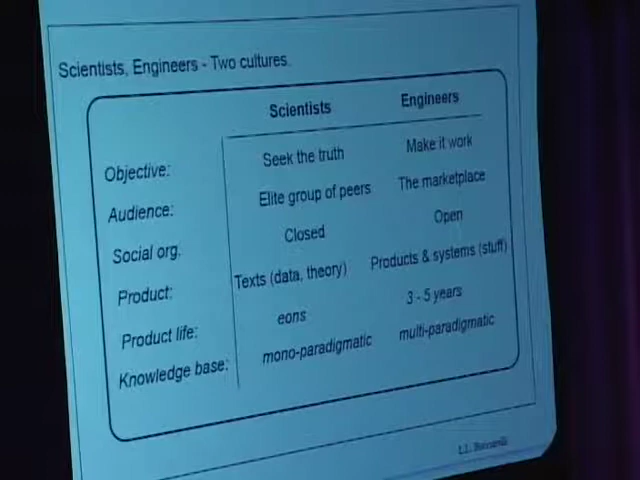 Scientists, Engineers - Two cultures.
Scientists Engineers
Objective: Seek the truth Make it work
Audience: Elite group of peers The marketplace
Social org. Closed Open
Product: Texts (data, theory) Products & systems (stuff)
Product life: eons 3 - 5 years
Knowledge base: mono-paradigmatic multi-paradigmatic